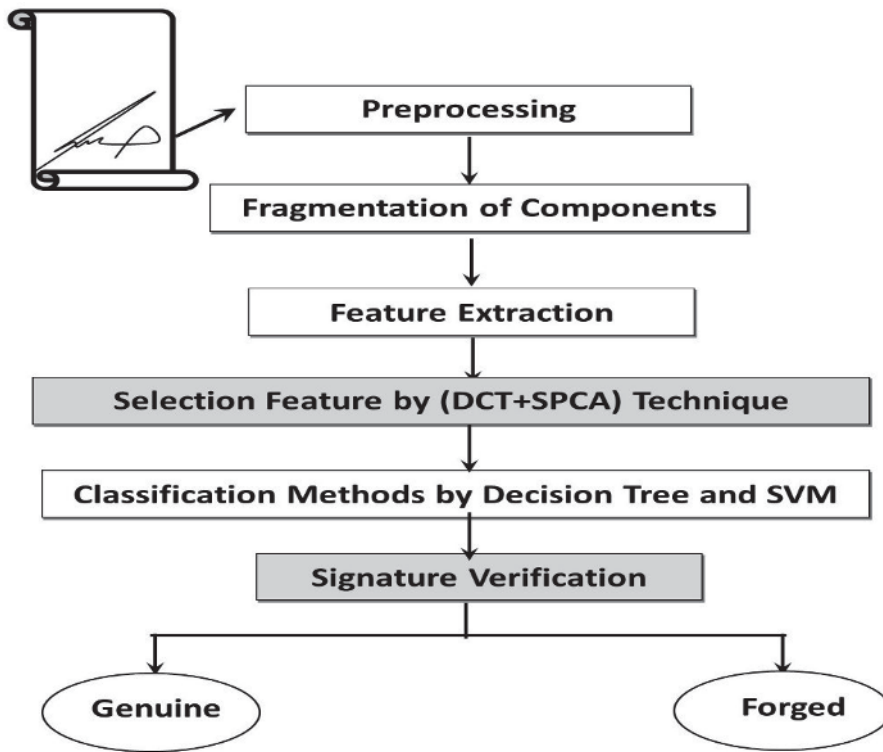 Preprocessing
Fragmentation of Components
Feature Extraction
Selection Feature by (DCT+SPCA) Technique
Classification Methods by Decision Tree and SVM
Signature Verification
Genuine
Forged